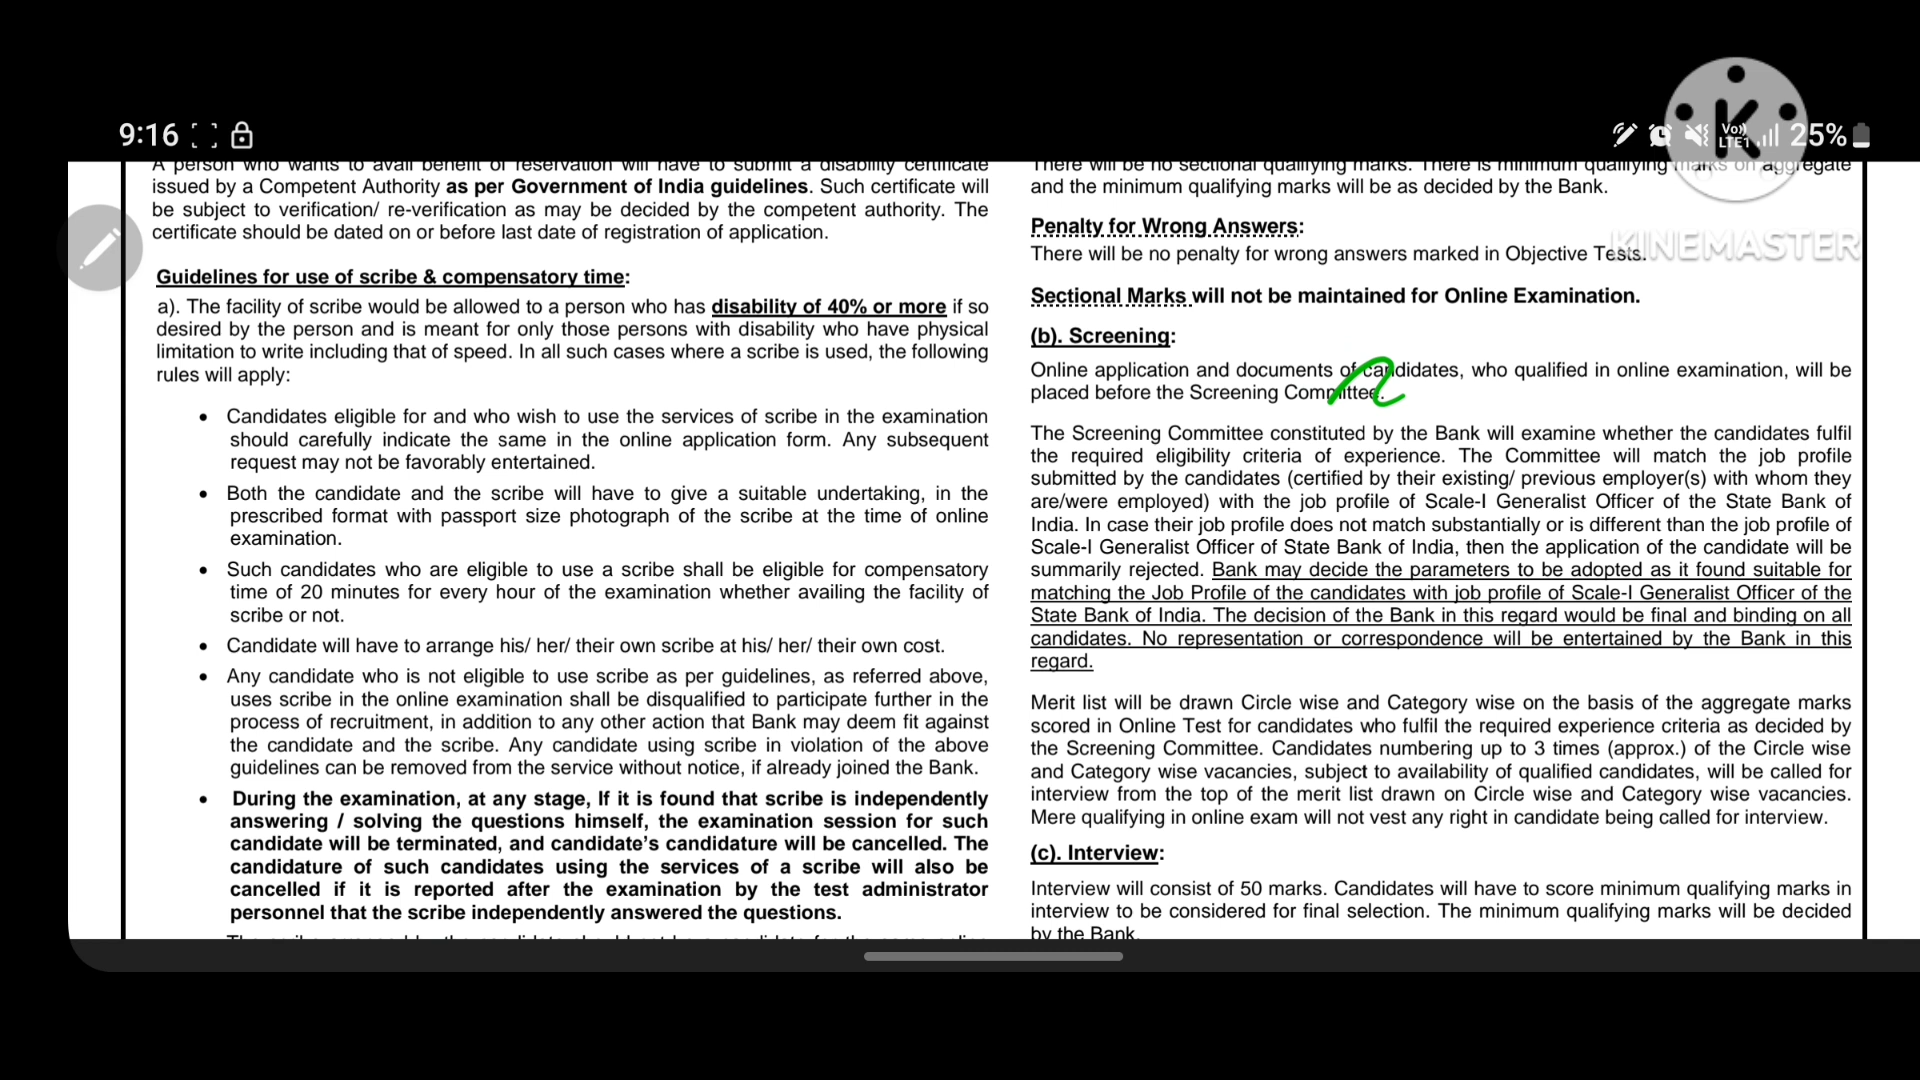 9:16
Vo)) LTE1 25%
KINEMASTER
A person who wants to avail benefit of reservation will have to submit a disability certificate
issued by a Competent Authority as per Government of India guidelines. Such certificate will
be subject to verification/ re-verification as may be decided by the competent authority. The
certificate should be dated on or before last date of registration of application.
Guidelines for use of scribe & compensatory time:
a). The facility of scribe would be allowed to a person who has disability of 40% or more if so
desired by the person and is meant for only those persons with disability who have physical
limitation to write including that of speed. In all such cases where a scribe is used, the following
rules will apply:
• Candidates eligible for and who wish to use the services of scribe in the examination
should carefully indicate the same in the online application form. Any subsequent
request may not be favorably entertained.
• Both the candidate and the scribe will have to give a suitable undertaking, in the
prescribed format with passport size photograph of the scribe at the time of online
examination.
• Such candidates who are eligible to use a scribe shall be eligible for compensatory
time of 20 minutes for every hour of the examination whether availing the facility of
scribe or not.
• Candidate will have to arrange his/ her/ their own scribe at his/ her/ their own cost.
• Any candidate who is not eligible to use scribe as per guidelines, as referred above,
uses scribe in the online examination shall be disqualified to participate further in the
process of recruitment, in addition to any other action that Bank may deem fit against
the candidate and the scribe. Any candidate using scribe in violation of the above
guidelines can be removed from the service without notice, if already joined the Bank.
• During the examination, at any stage, If it is found that scribe is independently
answering / solving the questions himself, the examination session for such
candidate will be terminated, and candidate's candidature will be cancelled. The
candidature of such candidates using the services of a scribe will also be
cancelled if it is reported after the examination by the test administrator
personnel that the scribe independently answered the questions.
There will be no sectional qualifying marks. There is minimum qualifying marks on aggregate
and the minimum qualifying marks will be as decided by the Bank.
Penalty for Wrong Answers:
There will be no penalty for wrong answers marked in Objective Tests.
Sectional Marks will not be maintained for Online Examination.
(b). Screening:
Online application and documents of candidates, who qualified in online examination, will be
placed before the Screening Committee.
The Screening Committee constituted by the Bank will examine whether the candidates fulfil
the required eligibility criteria of experience. The Committee will match the job profile
submitted by the candidates (certified by their existing/ previous employer(s) with whom they
are/were employed) with the job profile of Scale-I Generalist Officer of the State Bank of
India. In case their job profile does not match substantially or is different than the job profile of
Scale-I Generalist Officer of State Bank of India, then the application of the candidate will be
summarily rejected. Bank may decide the parameters to be adopted as it found suitable for
matching the Job Profile of the candidates with job profile of Scale-I Generalist Officer of the
State Bank of India. The decision of the Bank in this regard would be final and binding on all
candidates. No representation or correspondence will be entertained by the Bank in this
regard.
Merit list will be drawn Circle wise and Category wise on the basis of the aggregate marks
scored in Online Test for candidates who fulfil the required experience criteria as decided by
the Screening Committee. Candidates numbering up to 3 times (approx.) of the Circle wise
and Category wise vacancies, subject to availability of qualified candidates, will be called for
interview from the top of the merit list drawn on Circle wise and Category wise vacancies.
Mere qualifying in online exam will not vest any right in candidate being called for interview.
(c). Interview:
Interview will consist of 50 marks. Candidates will have to score minimum qualifying marks in
interview to be considered for final selection. The minimum qualifying marks will be decided
by the Bank.